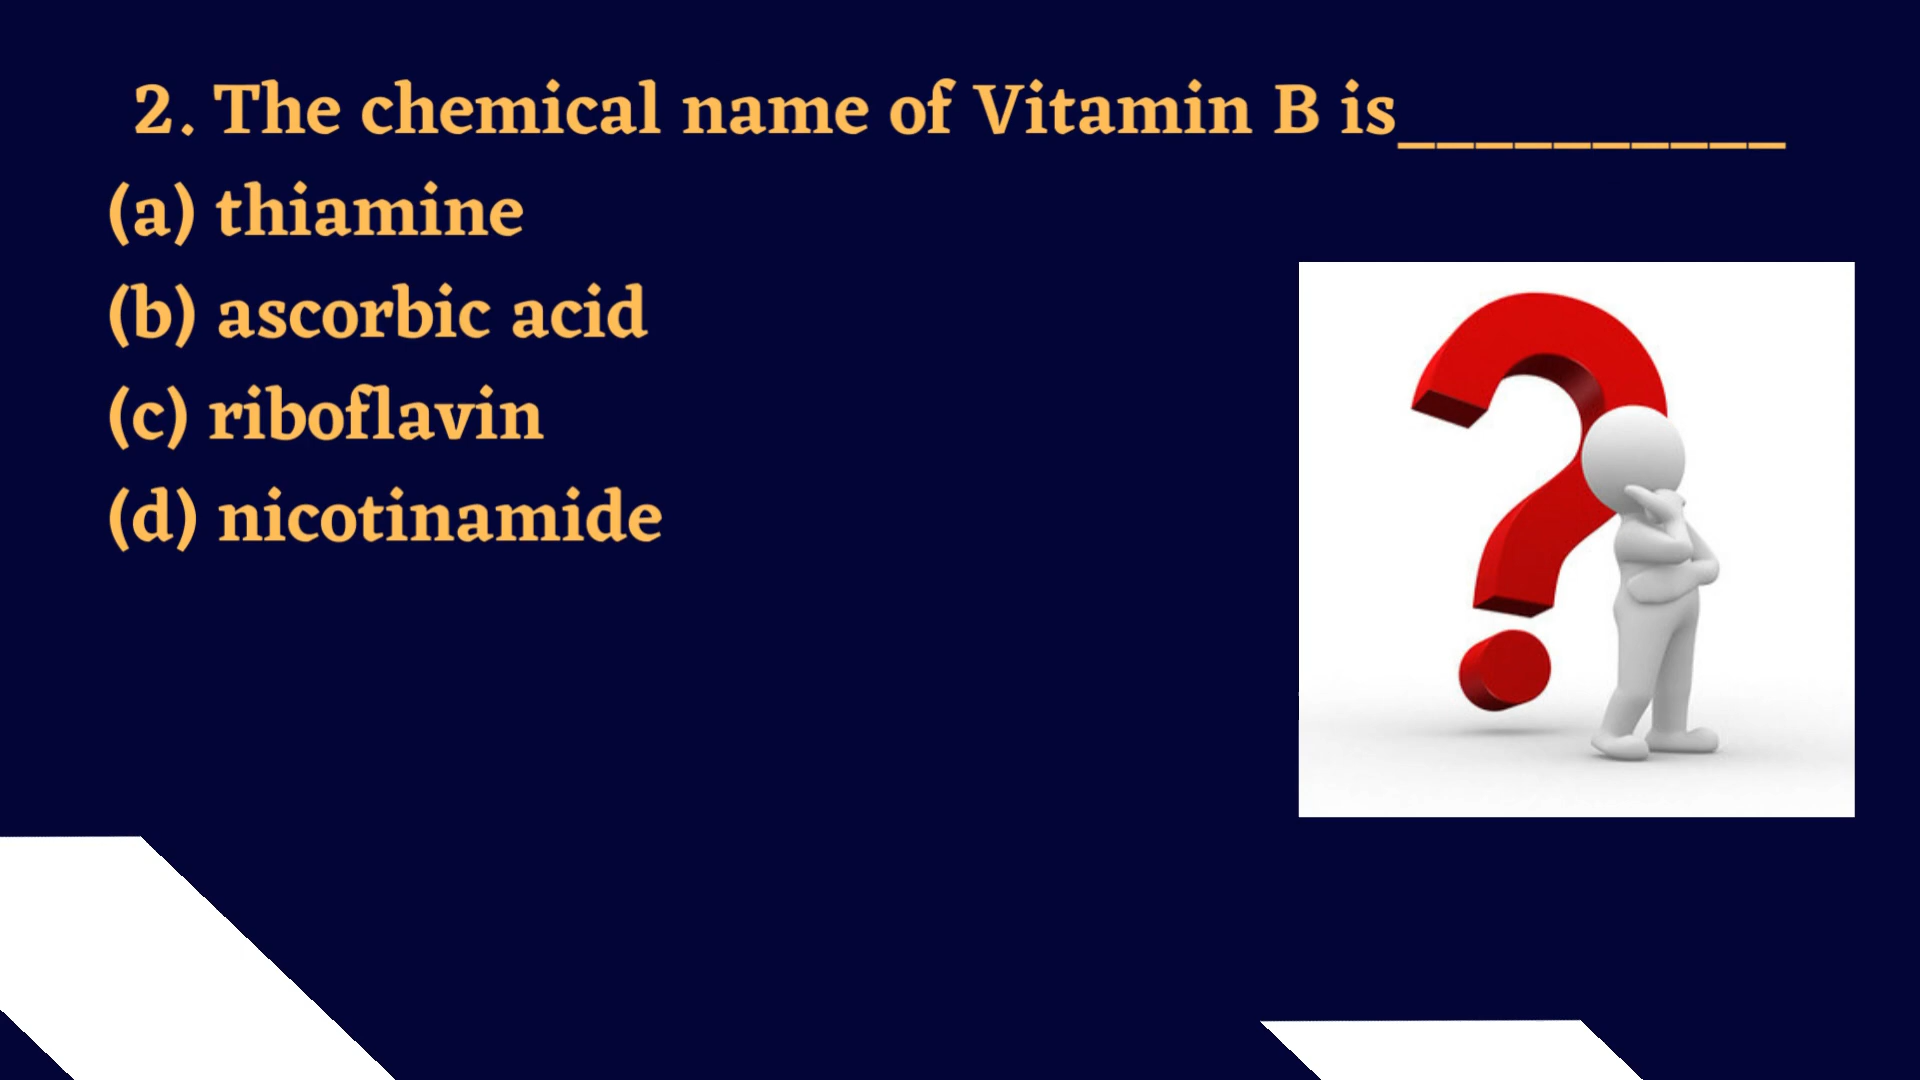 2. The chemical name of Vitamin B is__________
(a) thiamine
(b) ascorbic acid
(c) riboflavin
(d) nicotinamide